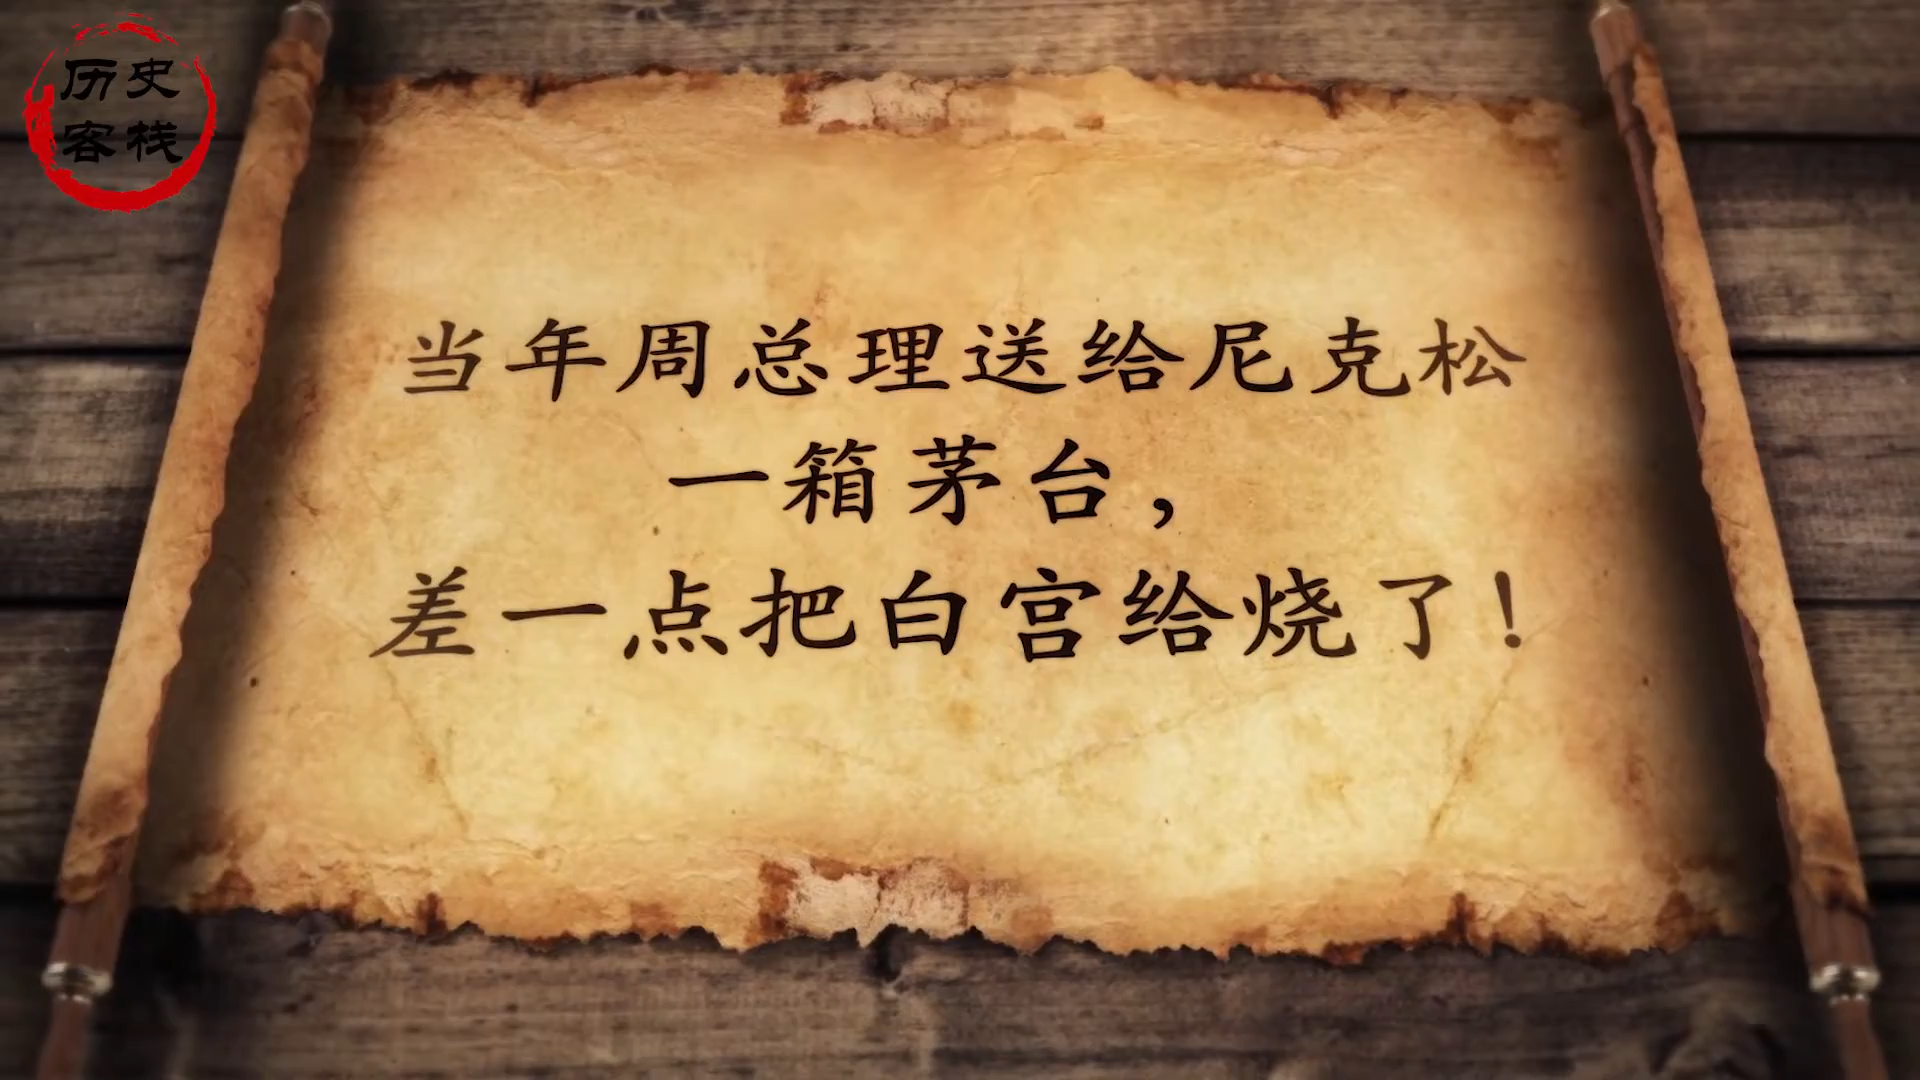 历史
客栈
当年周总理送给尼克松
一箱茅台，
差一点把白宫给烧了！